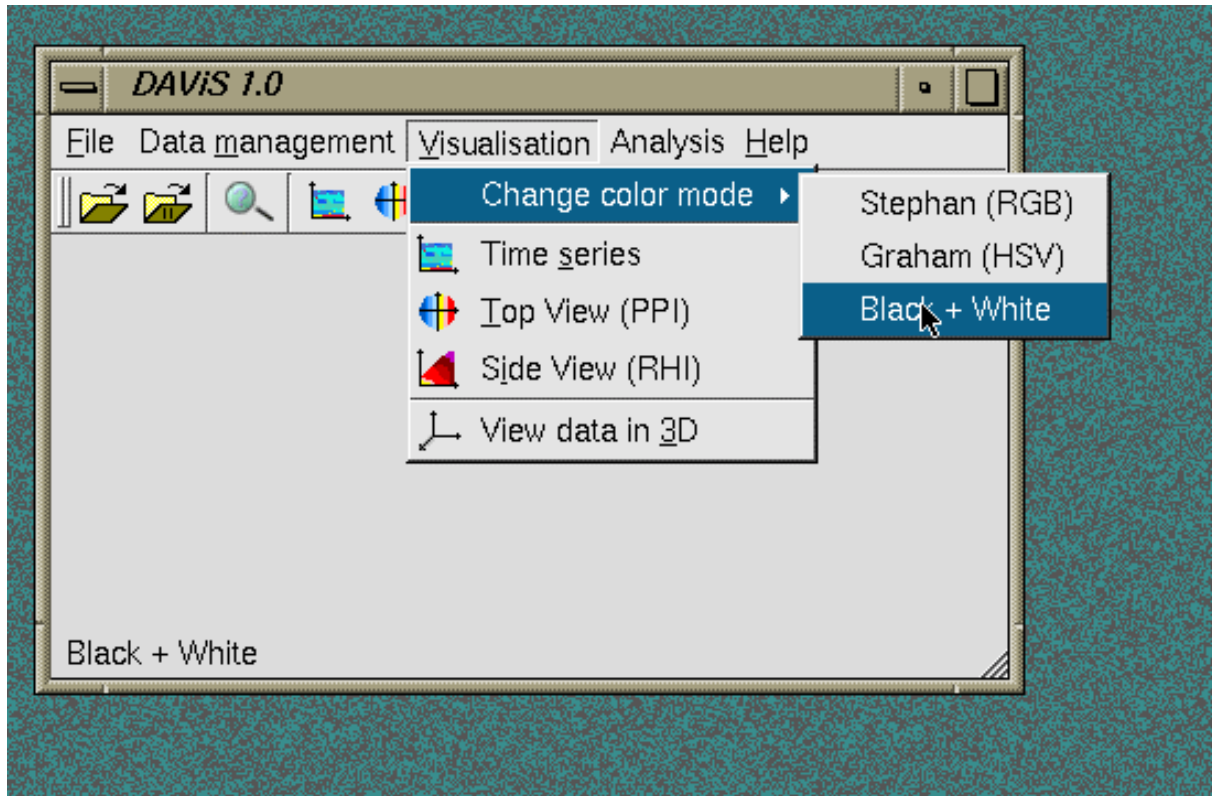 DAViS 1.0
File Data management Visualisation Analysis Help
Change color mode
Time series
Top View (PPI)
Side View (RHI)
View data in 3D
Stephan (RGB)
Graham (HSV)
Black + White
Black + White